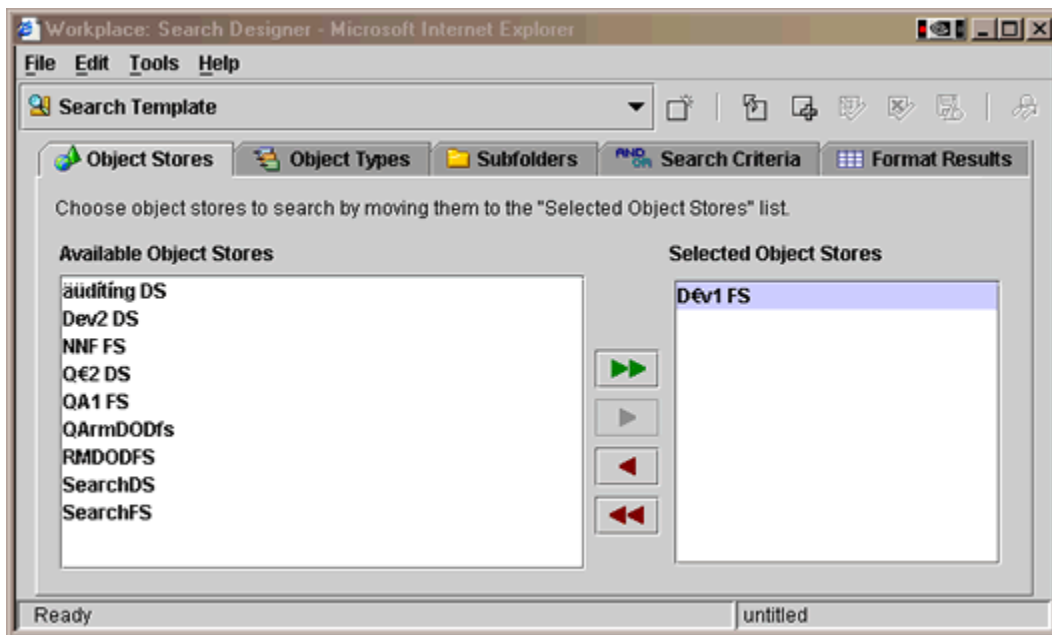 Workplace: Search Designer - Microsoft Internet Explorer
File Edit Tools Help
Search Template
Object Stores Object Types Subfolders AND OR Search Criteria Format Results
Choose object stores to search by moving them to the "Selected Object Stores" list.
Available Object Stores Selected Object Stores
äüdítíng DS
D€v1 FS
Dev2 DS
NNF FS
Q€2 DS
QA1 FS
QArmDODfs
RMDODFS
SearchDS
SearchFS
Ready untitled